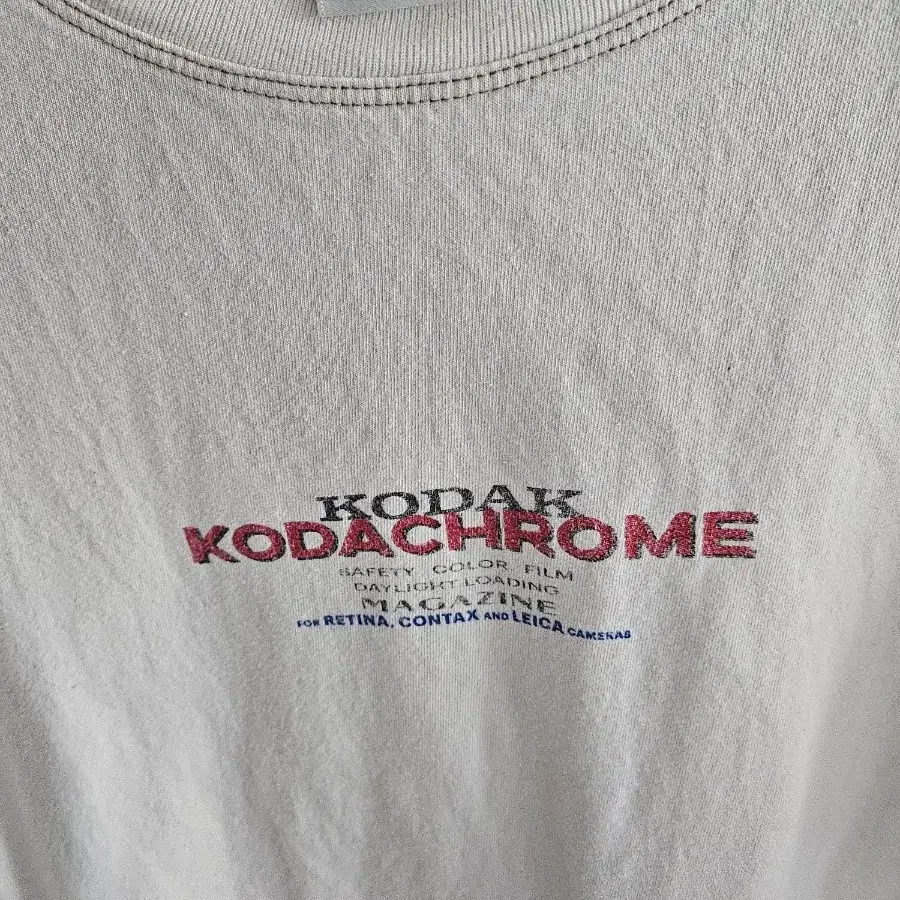 KODAK
KODACHROME
SAFETY COLOR FILM
DAYLIGHT LOADING
MAGAZINE
FOR RETINA, CONTAX AND LEICA CAMERAS